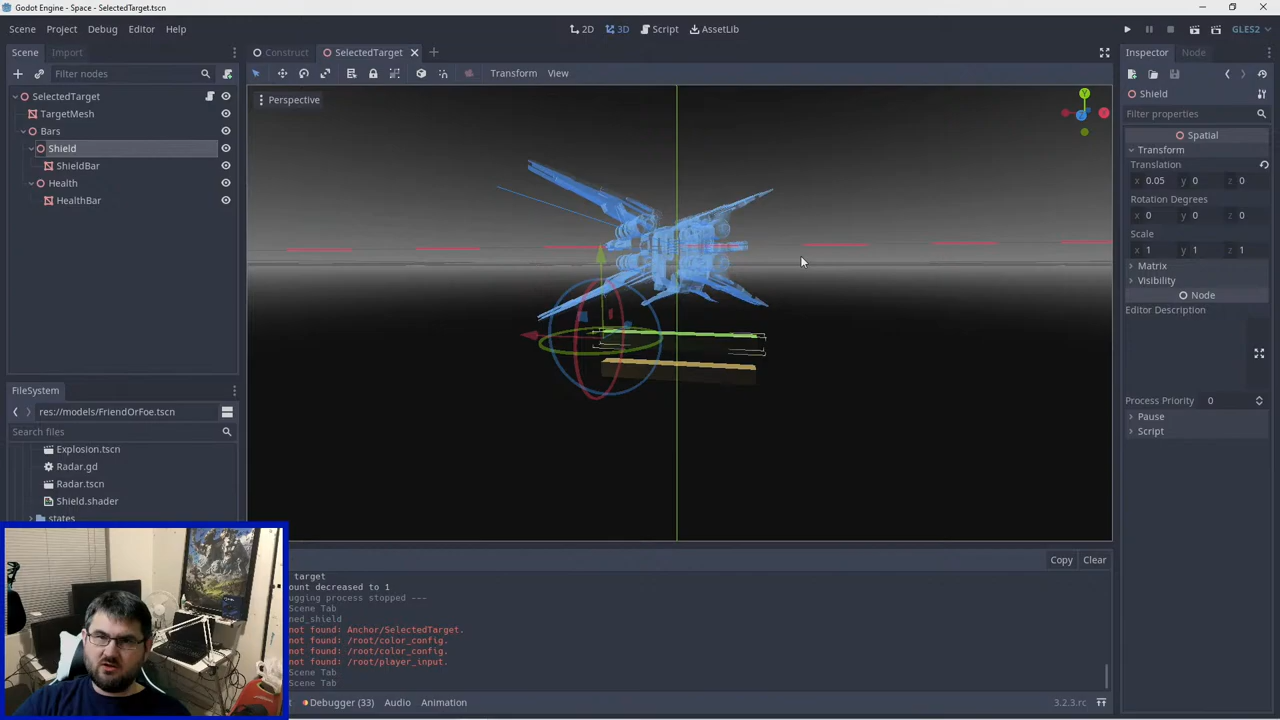 Godot Engine - Space - SelectedTarget.tscn
Scene Project Debug Editor Help
2D 3D Script AssetLib
GLES2
Scene Import
Filter nodes
SelectedTarget
TargetMesh
Bars
Shield
ShieldBar
Health
HealthBar
FileSystem
res://models/FriendOrFoe.tscn
Search files
Explosion.tscn
Radar.gd
Radar.tscn
Shield.shader
states
Construct SelectedTarget
Transform View
Perspective
Y
Z
target
ount decreased to 1
ugging process stopped ---
Scene Tab
ned_shield
not found: Anchor/SelectedTarget.
not found: /root/color_config.
not found: /root/color_config.
not found: /root/player_input.
Scene Tab
Scene Tab
Copy Clear
Debugger (33) Audio Animation
3.2.3.rc
Inspector Node
Shield
Filter properties
Spatial
Transform
Translation
x 0.05 y 0 z 0
Rotation Degrees
x 0 y 0 z 0
Scale
x 1 y 1 z 1
Matrix
Visibility
Node
Editor Description
Process Priority 0
Pause
Script